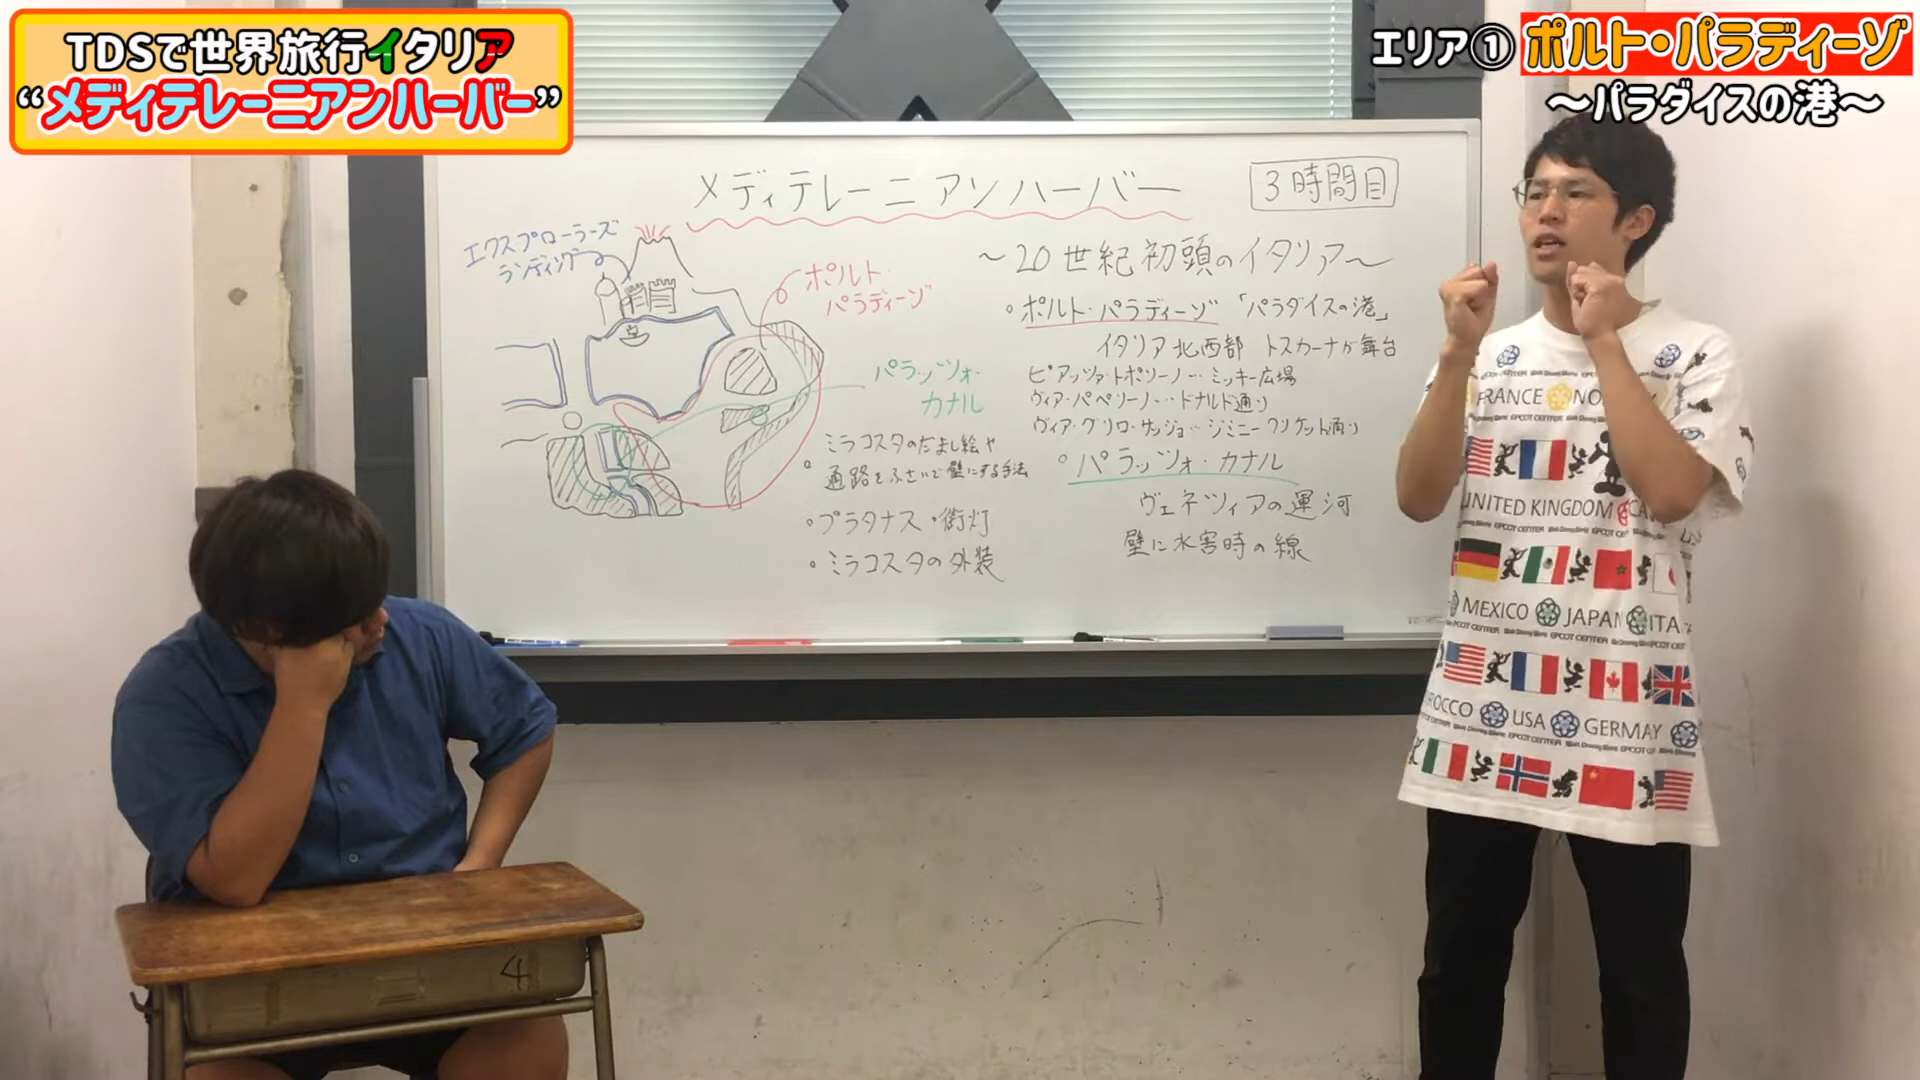 TDSで世界旅行イタリア
“メディテレーニアンハーバー”
エリア① ポルト・パラディーゾ
～パラダイスの港～
メディテレーニアンハーバー
3時間目
～20世紀初頭のイタリア～
エクスプローラーズ
ランディング
ポルト・
パラディーゾ
パラッツォ・
カナル
ミラコスタのだまし絵や
。通路をふさいで壁にする手法
・プラタナス・街灯
・ミラコスタの外装
・ポルト・パラディーゾ「パラダイスの港」
イタリア北西部 トスカーナが舞台
ピアッツァ・トポリーノ…ミッキー広場
ヴィア・パペリーノ…ドナルド通り
ヴィア・グリロ・サッジョ…ジミニークリケット通り
。パラッツォ・カナル
ヴェネツィアの運河
壁に水害時の線
FRANCE
UNITED KINGDOM
MEXICO JAPAN ITA
EPCOT CENTER
ROCCO USA GERMAY
4